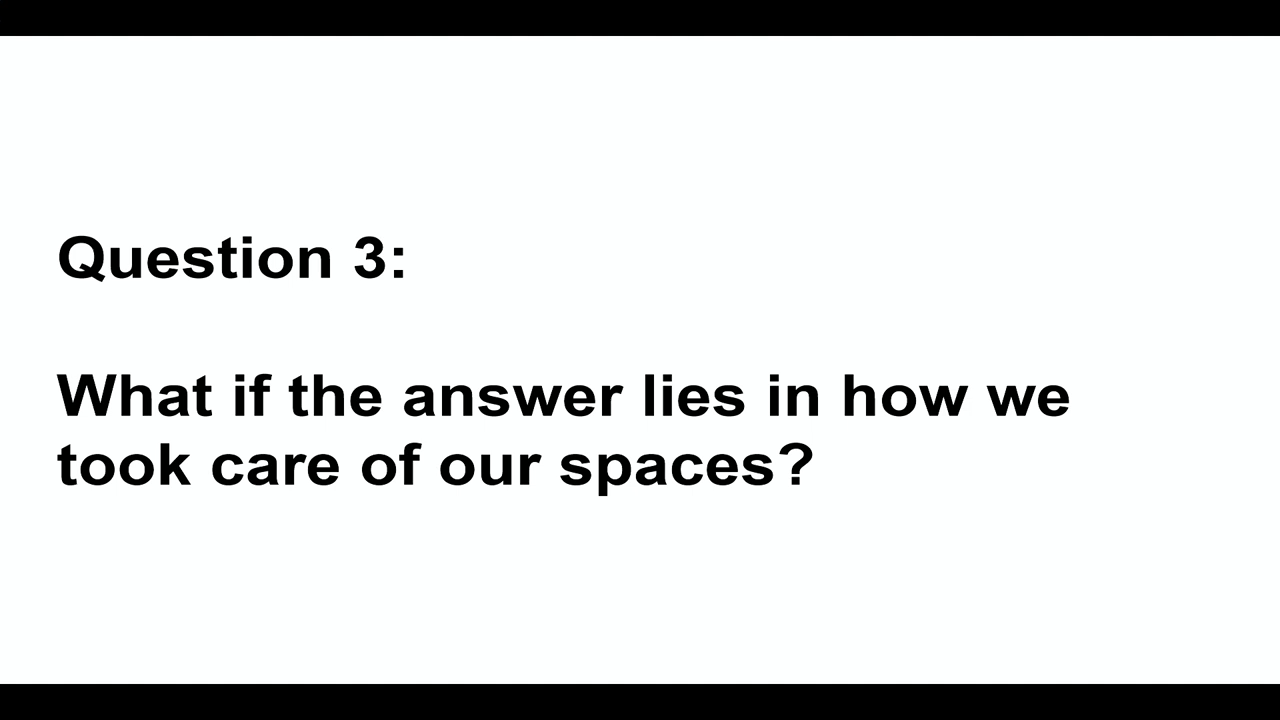 Question 3:
What if the answer lies in how we
took care of our spaces?